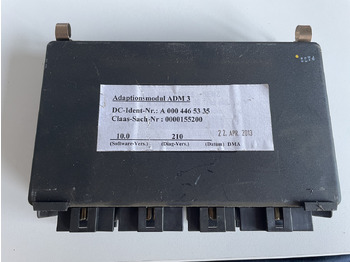 Adaptionsmodul ADM 3
DC-Ident-Nr.: A 000 446 53 35
Claas-Sach-Nr : 0000155200
10.0 210 22. APR. 2013
(Software-Vers.) (Diag-Vers.) (Datum) DMA